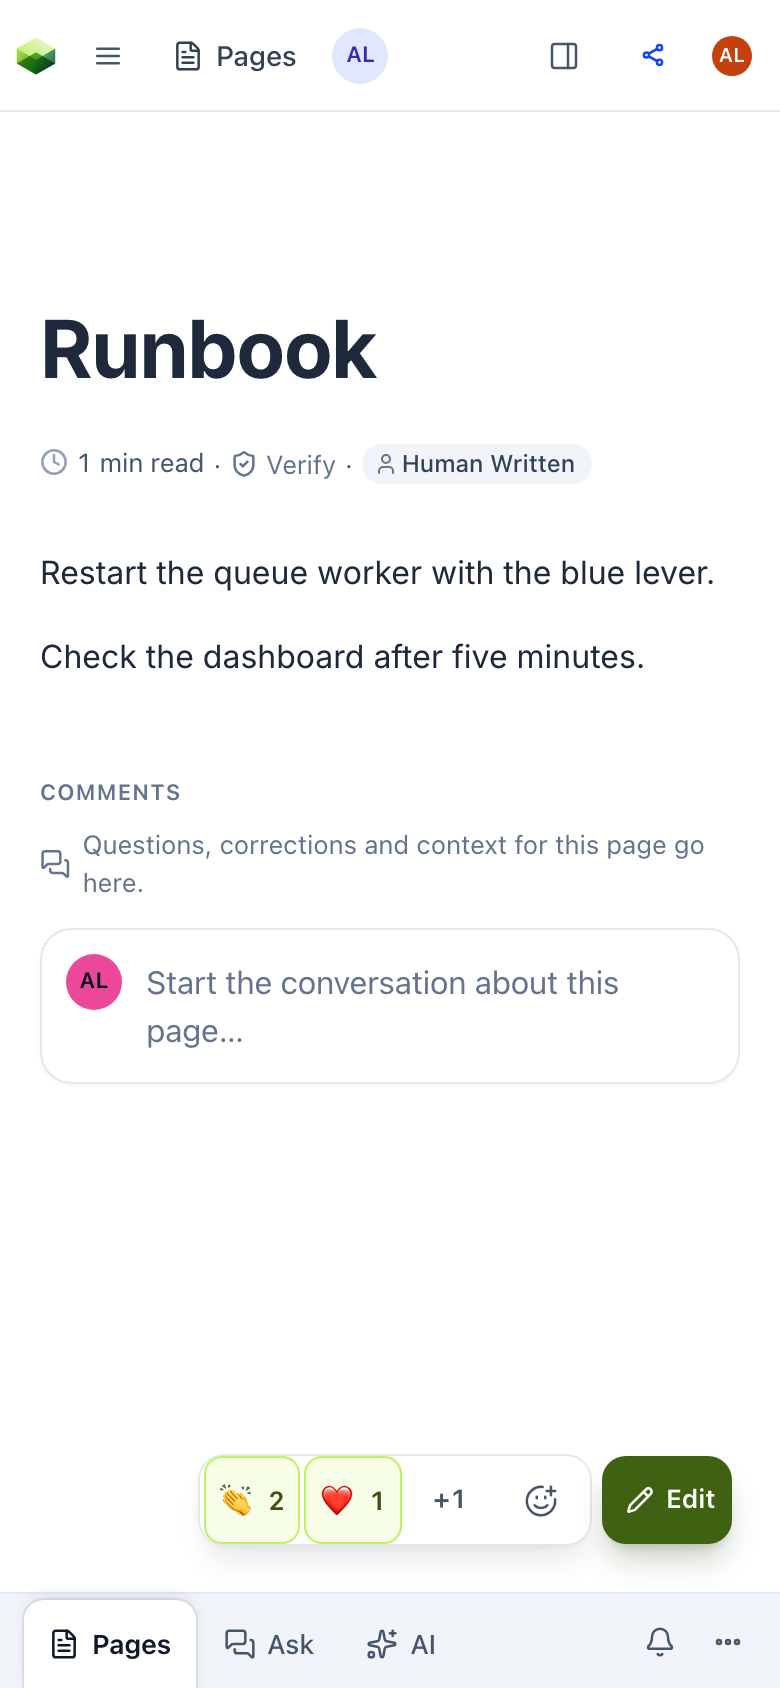 Pages AL AL
Runbook
1 min read · Verify · Human Written
Restart the queue worker with the blue lever.
Check the dashboard after five minutes.
COMMENTS
Questions, corrections and context for this page go
here.
AL Start the conversation about this
page...
👏 2 ❤️ 1 +1 Edit
Pages Ask AI